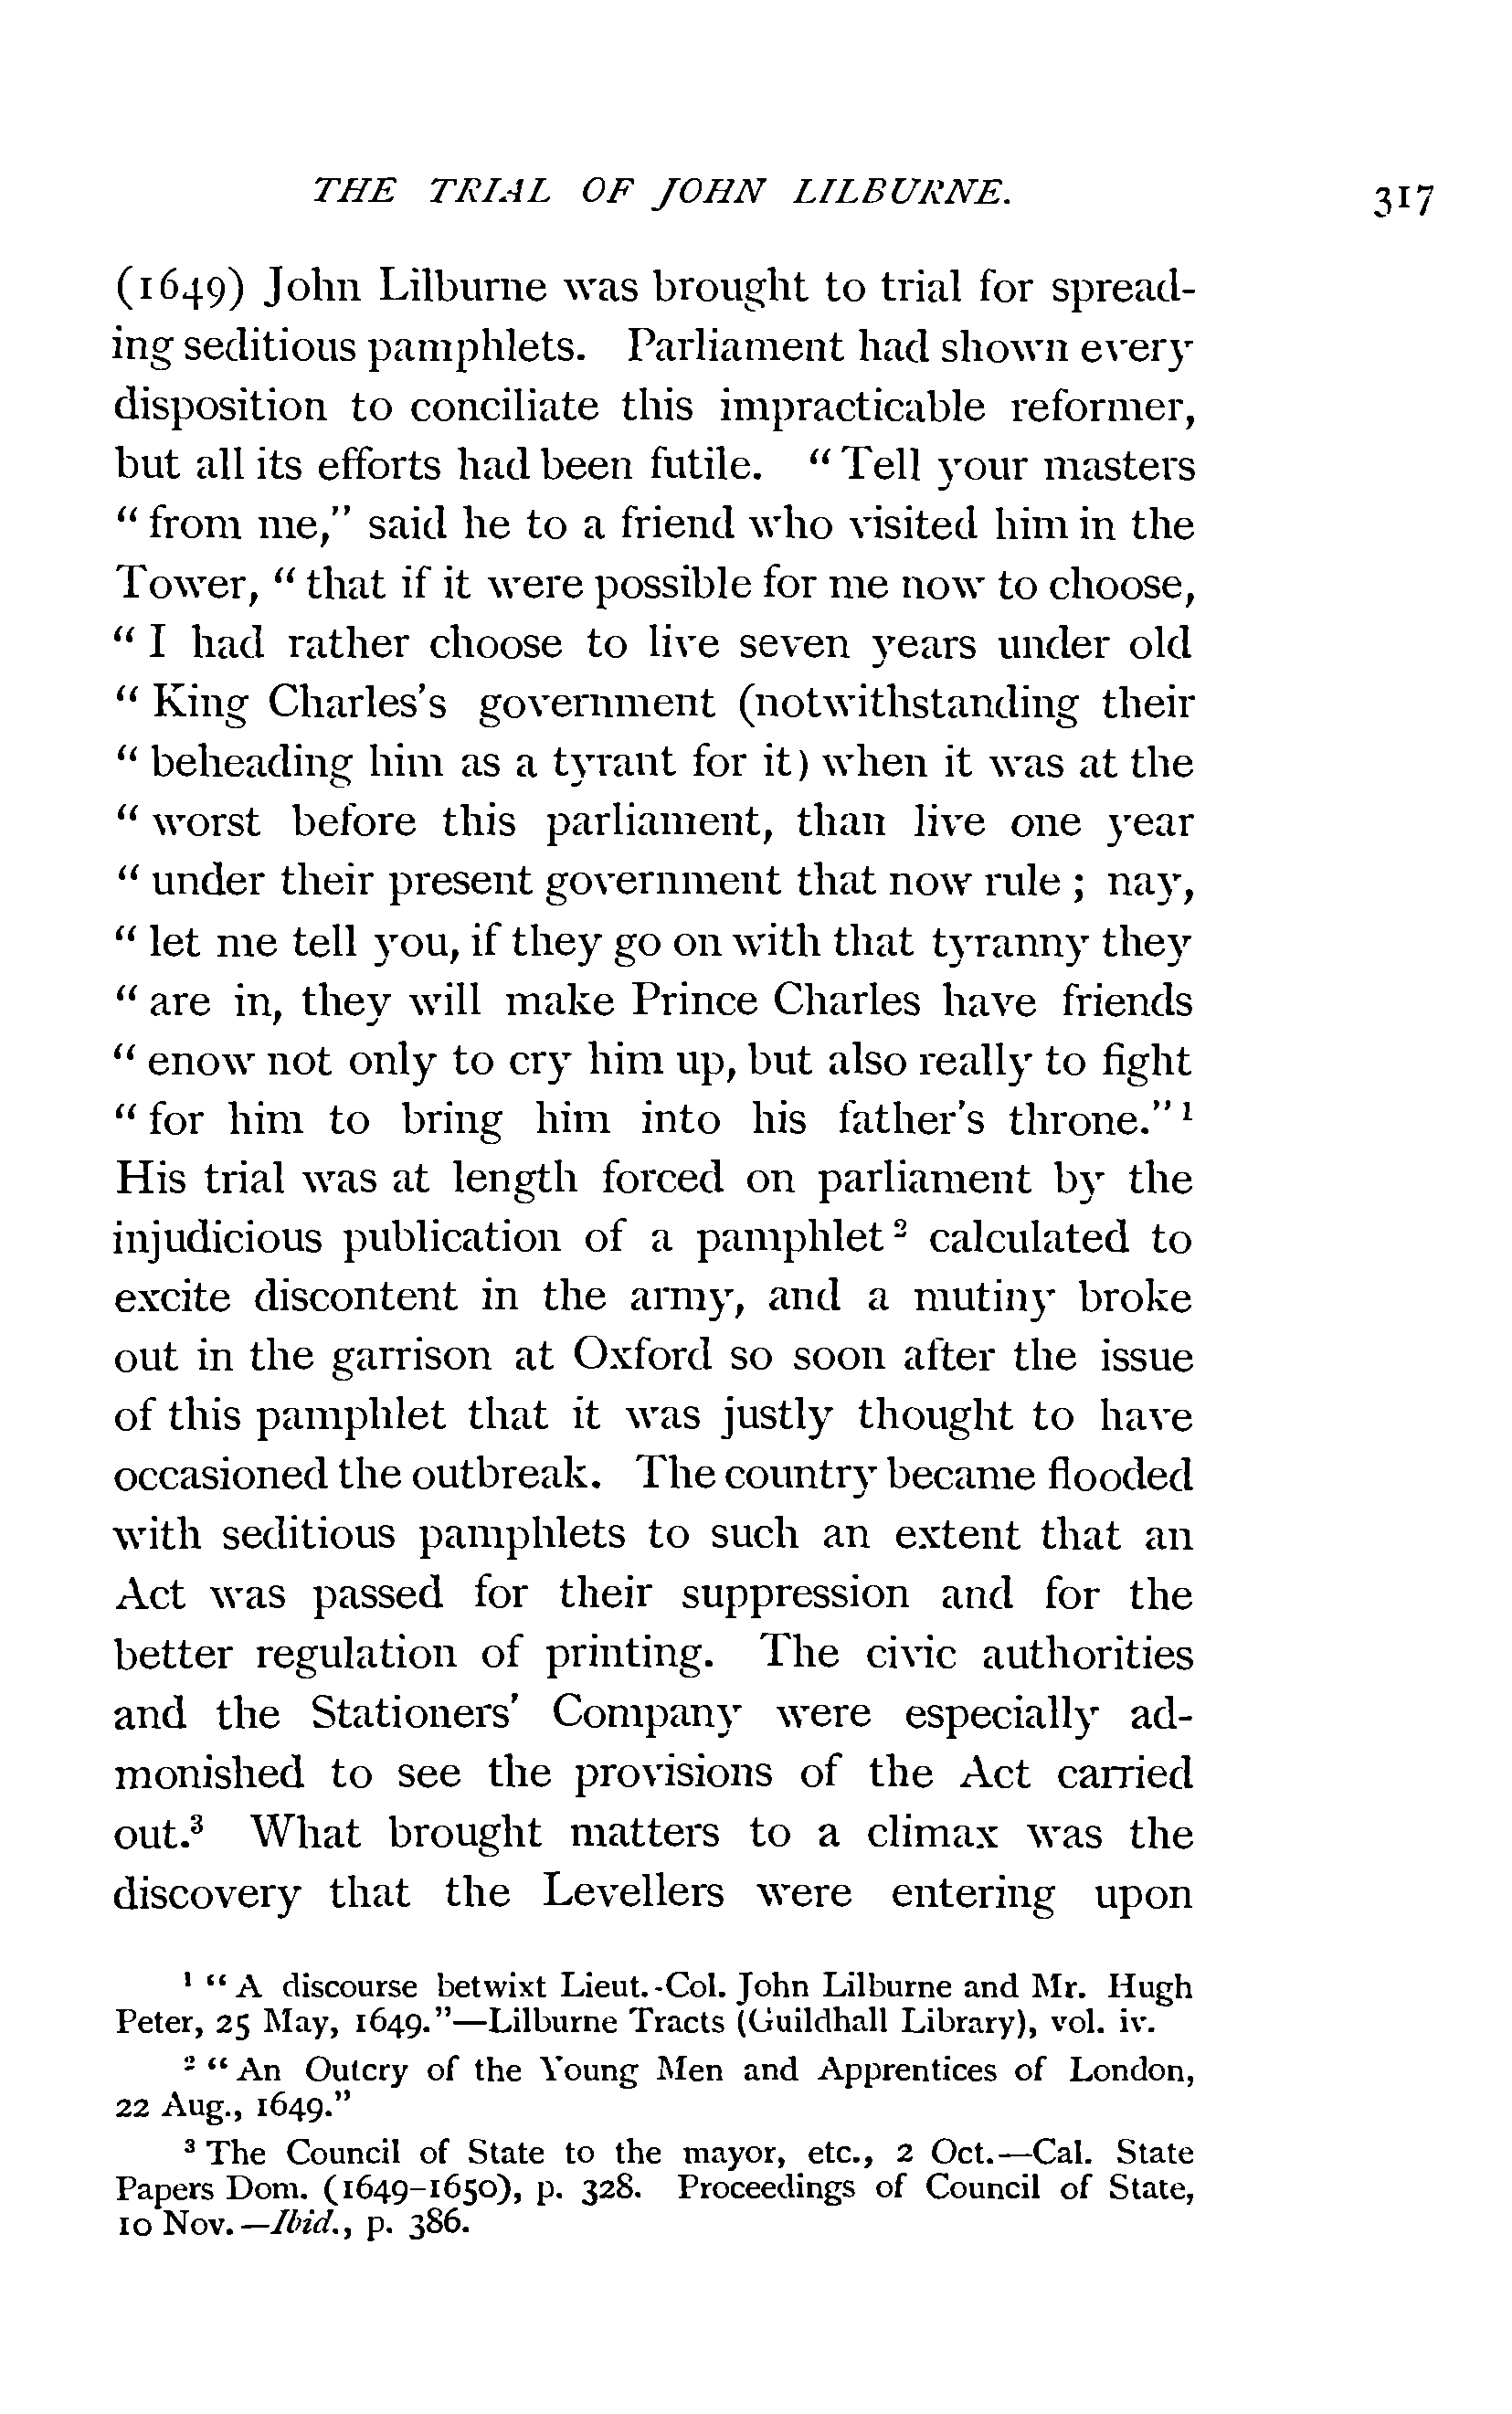 THE TRIAL OF JOHN LILBURNE. 317
(1649) John Lilburne was brought to trial for spread-
ing seditious pamphlets. Parliament had shown every
disposition to conciliate this impracticable reformer,
but all its efforts had been futile. “ Tell your masters
“ from me,” said he to a friend who visited him in the
Tower, “ that if it were possible for me now to choose,
“ I had rather choose to live seven years under old
“ King Charles’s government (notwithstanding their
“ beheading him as a tyrant for it) when it was at the
“ worst before this parliament, than live one year
“ under their present government that now rule ; nay,
“ let me tell you, if they go on with that tyranny they
“ are in, they will make Prince Charles have friends
“ enow not only to cry him up, but also really to fight
“ for him to bring him into his father’s throne.” ¹
His trial was at length forced on parliament by the
injudicious publication of a pamphlet ² calculated to
excite discontent in the army, and a mutiny broke
out in the garrison at Oxford so soon after the issue
of this pamphlet that it was justly thought to have
occasioned the outbreak. The country became flooded
with seditious pamphlets to such an extent that an
Act was passed for their suppression and for the
better regulation of printing. The civic authorities
and the Stationers’ Company were especially ad-
monished to see the provisions of the Act carried
out.³ What brought matters to a climax was the
discovery that the Levellers were entering upon
¹ “ A discourse betwixt Lieut.-Col. John Lilburne and Mr. Hugh
Peter, 25 May, 1649.”—Lilburne Tracts (Guildhall Library), vol. iv.
² “ An Outcry of the Young Men and Apprentices of London,
22 Aug., 1649.”
³ The Council of State to the mayor, etc., 2 Oct.—Cal. State
Papers Dom. (1649-1650), p. 328. Proceedings of Council of State,
10 Nov.—Ibid., p. 386.